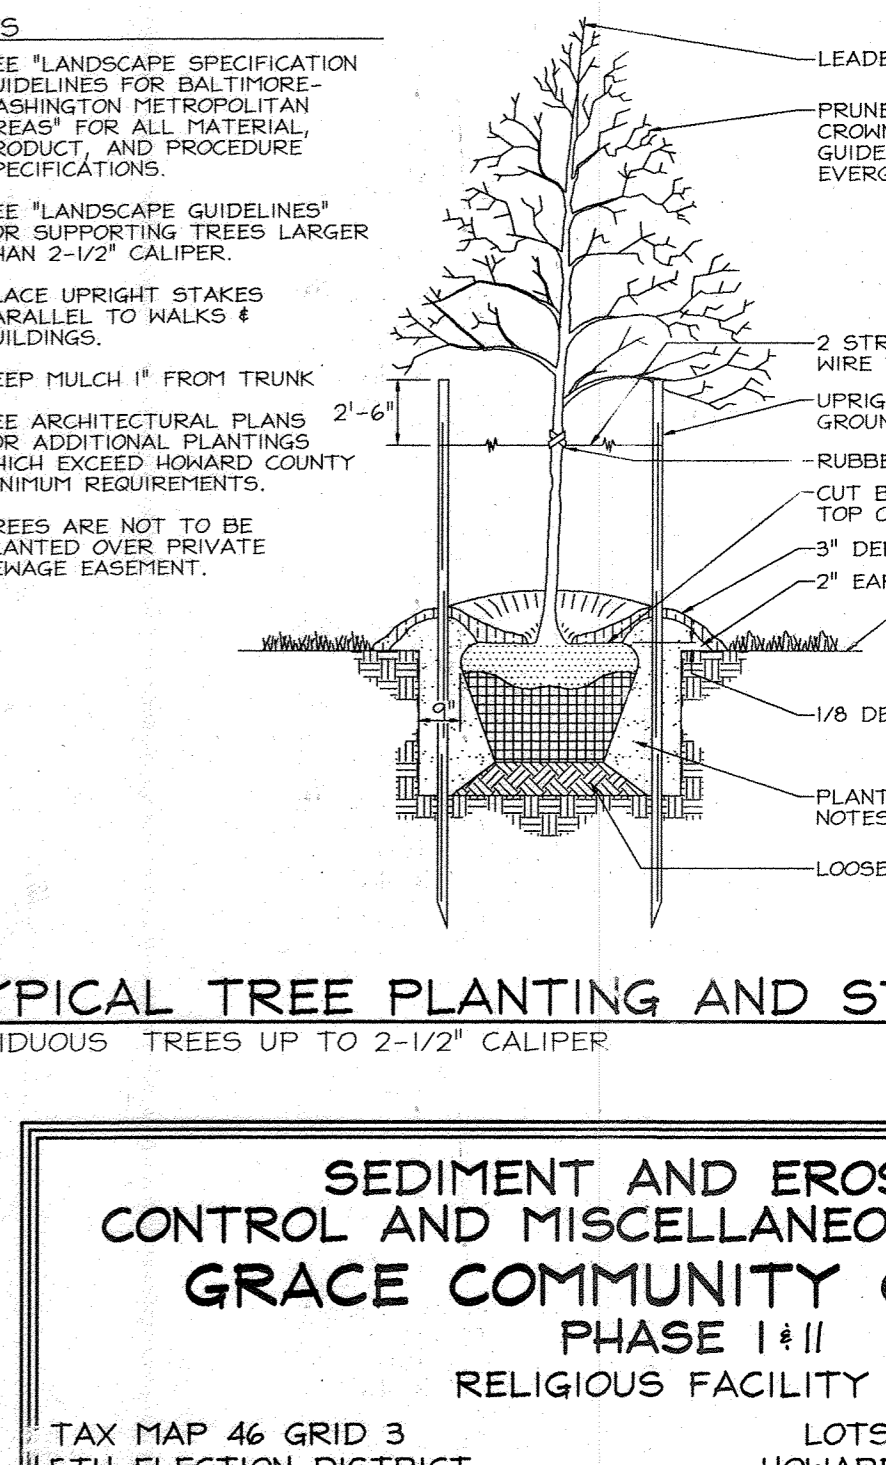 S
EE "LANDSCAPE SPECIFICATION
UIDELINES FOR BALTIMORE-
ASHINGTON METROPOLITAN
REAS" FOR ALL MATERIAL,
RODUCT, AND PROCEDURE
PECIFICATIONS.
EE "LANDSCAPE GUIDELINES"
OR SUPPORTING TREES LARGER
HAN 2-1/2" CALIPER.
LACE UPRIGHT STAKES
ARALLEL TO WALKS &
UILDINGS.
EEP MULCH 1" FROM TRUNK
EE ARCHITECTURAL PLANS
OR ADDITIONAL PLANTINGS
HICH EXCEED HOWARD COUNTY
INIMUM REQUIREMENTS.
REES ARE NOT TO BE
LANTED OVER PRIVATE
EWAGE EASEMENT.
2'-6"
9"
LEADE
PRUNE
CROWN
GUIDE
EVERG
2 STR
WIRE
UPRIG
GROUN
RUBBE
CUT B
TOP O
3" DE
2" EAR
1/8 DE
PLANT
NOTES
LOOSE
YPICAL TREE PLANTING AND ST
IDUOUS TREES UP TO 2-1/2" CALIPER
SEDIMENT AND EROS
CONTROL AND MISCELLANEO
GRACE COMMUNITY C
PHASE I & II
RELIGIOUS FACILITY
TAX MAP 46 GRID 3
LOTS
5TH ELECTION DISTRICT
HOWARD